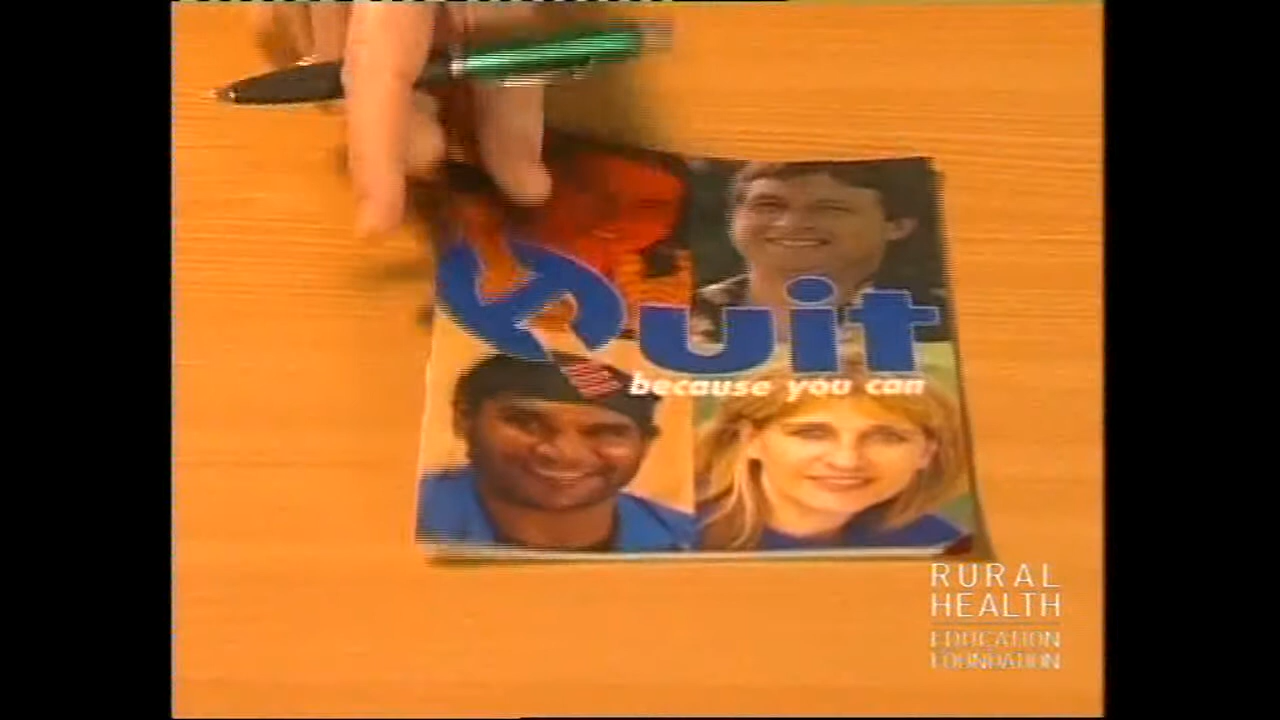 Quit
because you can
RURAL
HEALTH
EDUCATION
FOUNDATION